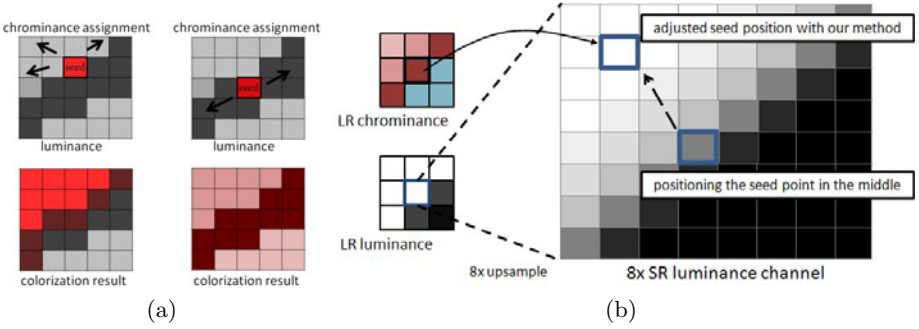 chrominance assignment
seed
luminance
colorization result
chrominance assignment
seed
luminance
colorization result
(a)
LR chrominance
LR luminance
8x upsample
adjusted seed position with our method
positioning the seed point in the middle
8x SR luminance channel
(b)